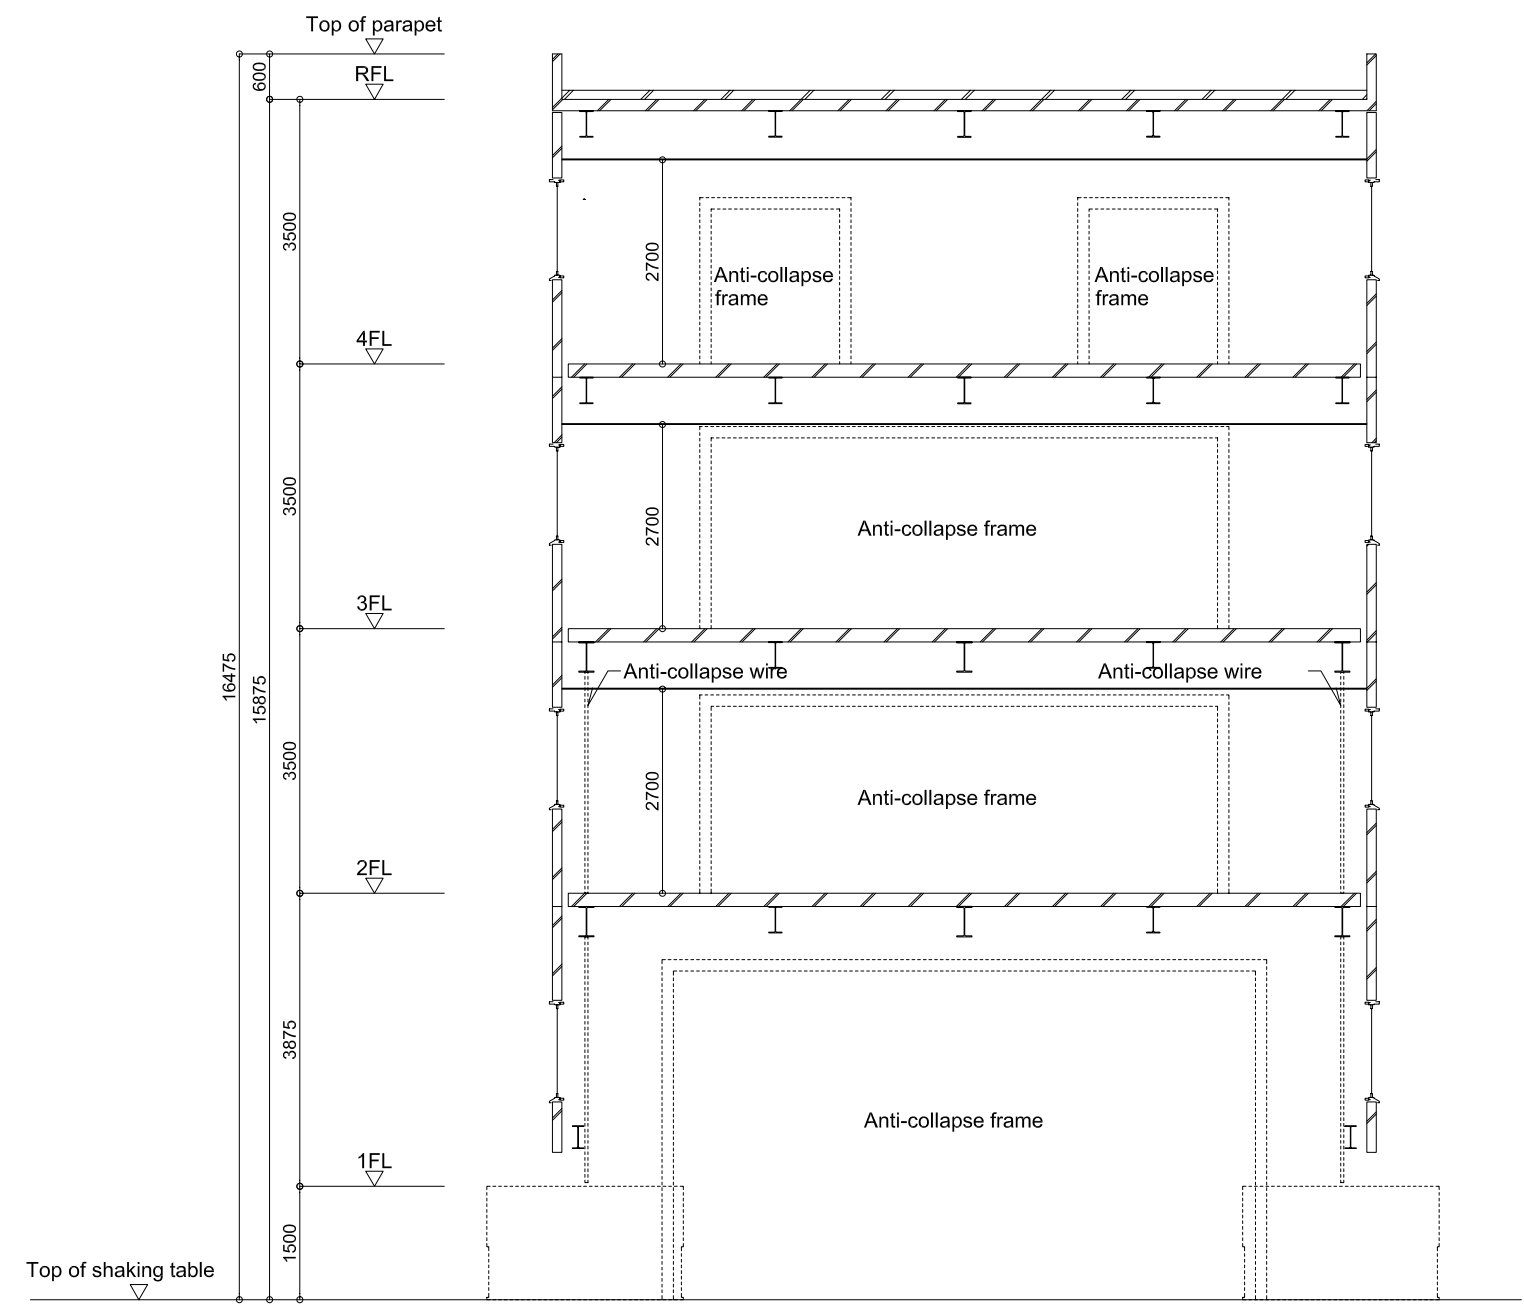 Top of parapet
600
RFL
3500
2700
Anti-collapse
frame
Anti-collapse
frame
4FL
3500
2700
Anti-collapse frame
3FL
16475
15875
Anti-collapse wire
Anti-collapse wire
3500
2700
Anti-collapse frame
2FL
3875
Anti-collapse frame
1FL
1500
Top of shaking table